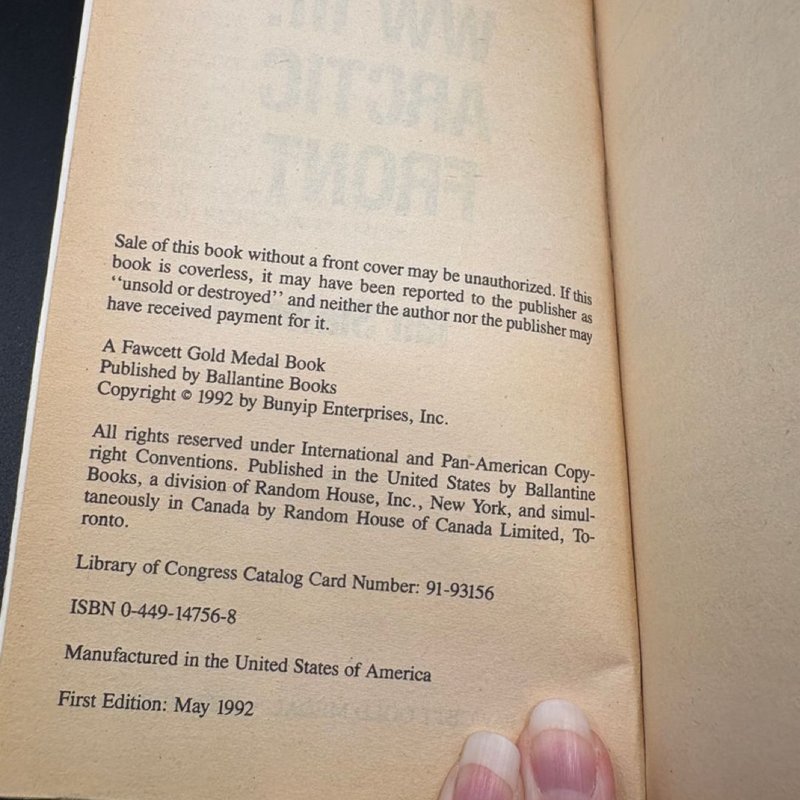 WW III:
ARCTIC
FRONT
Sale of this book without a front cover may be unauthorized. If this
book is coverless, it may have been reported to the publisher as
‘‘unsold or destroyed’’ and neither the author nor the publisher may
have received payment for it.
A Fawcett Gold Medal Book
Published by Ballantine Books
Copyright © 1992 by Bunyip Enterprises, Inc.
All rights reserved under International and Pan-American Copy-
right Conventions. Published in the United States by Ballantine
Books, a division of Random House, Inc., New York, and simul-
taneously in Canada by Random House of Canada Limited, To-
ronto.
Library of Congress Catalog Card Number: 91-93156
ISBN 0-449-14756-8
Manufactured in the United States of America
First Edition: May 1992